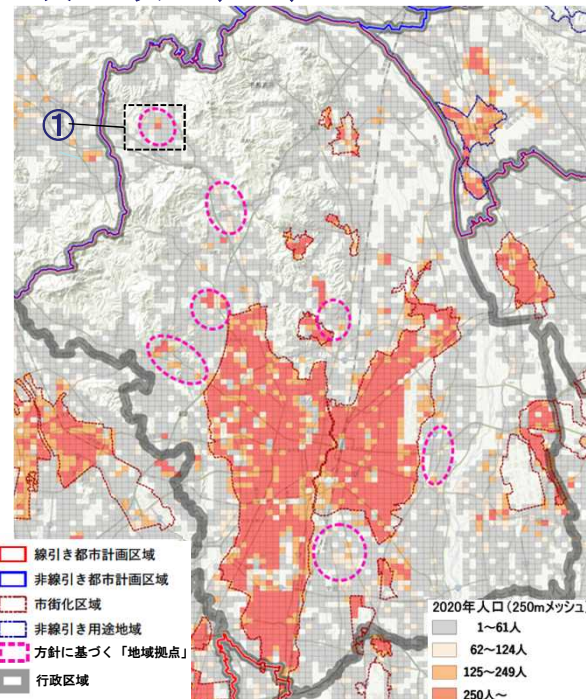 ①
線引き都市計画区域
非線引き都市計画区域
市街化区域
非線引き用途地域
方針に基づく「地域拠点」
行政区域
2020年人口(250mメッシュ)
1～61人
62～124人
125～249人
250人～